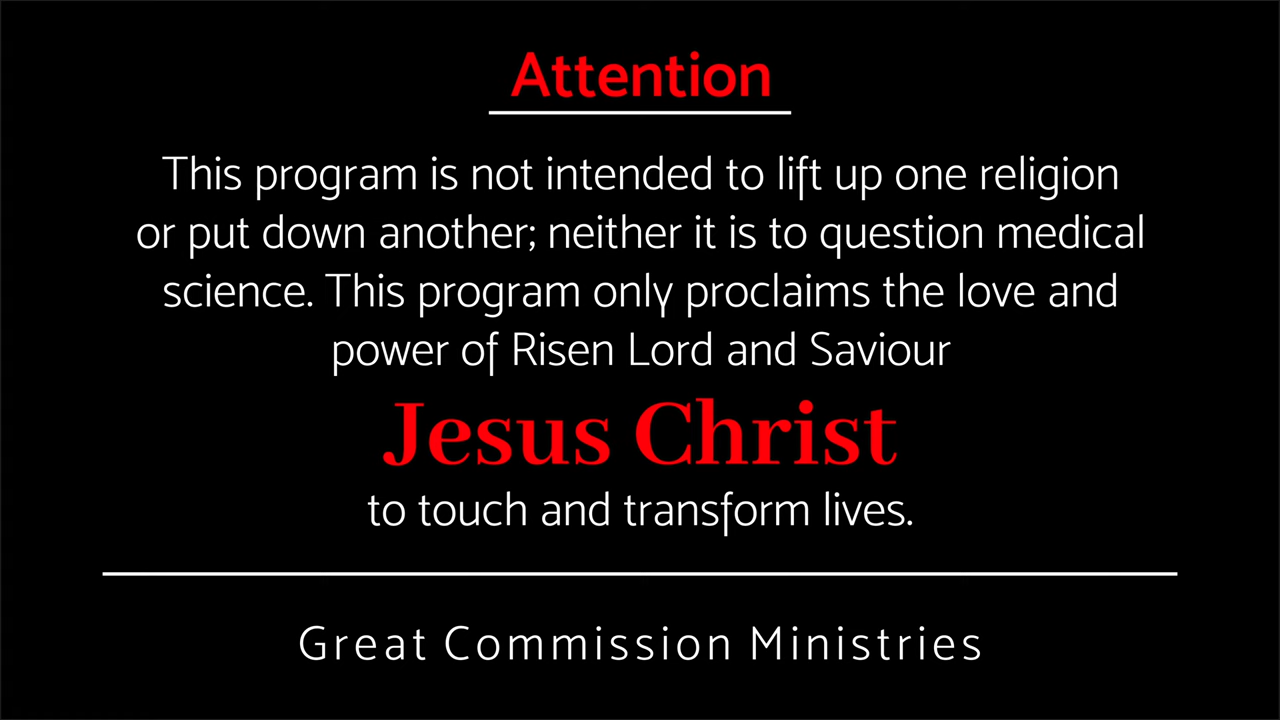 Attention
This program is not intended to lift up one religion
or put down another; neither it is to question medical
science. This program only proclaims the love and
power of Risen Lord and Saviour
Jesus Christ
to touch and transform lives.
Great Commission Ministries